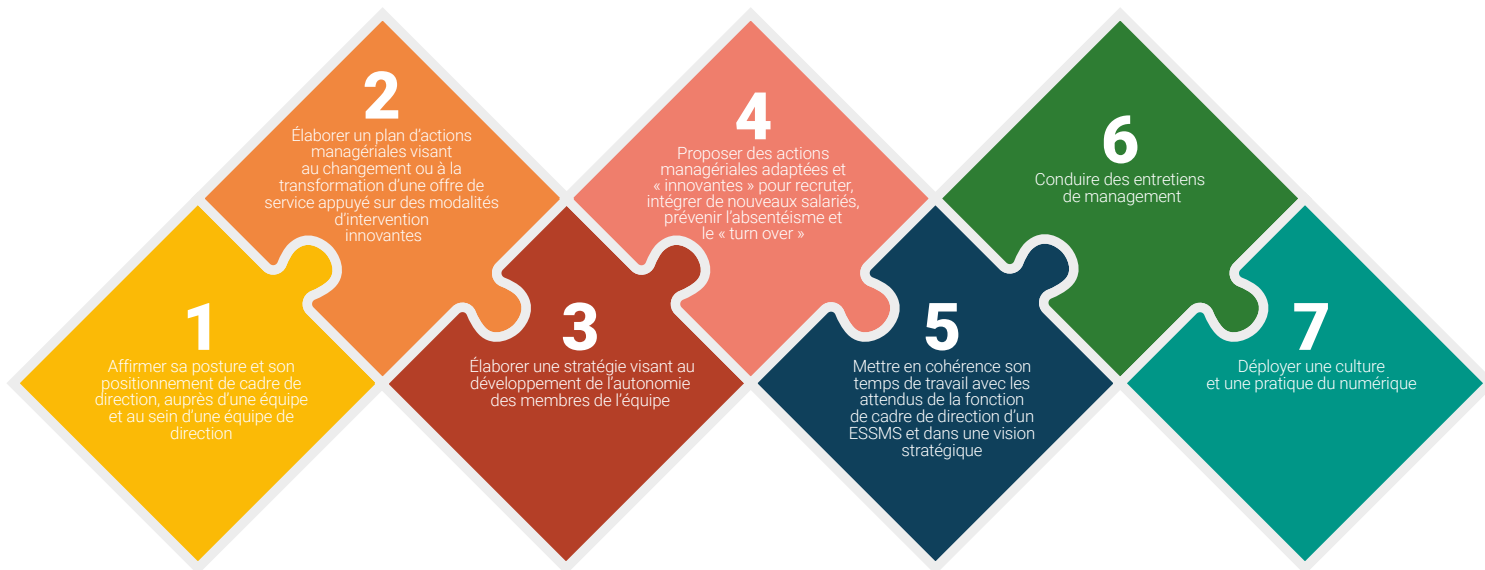 1
Affirmer sa posture et son
positionnement de cadre de
direction, auprès d'une équipe
et au sein d'une équipe de
direction
2
Élaborer un plan d'actions
managériales visant
au changement ou à la
transformation d'une offre de
service appuyé sur des modalités
d'intervention
innovantes
3
Élaborer une stratégie visant au
développement de l'autonomie
des membres de l'équipe
4
Proposer des actions
managériales adaptées et
« innovantes » pour recruter,
intégrer de nouveaux salariés,
prévenir l'absentéisme et
le « turn over »
5
Mettre en cohérence son
temps de travail avec les
attendus de la fonction
de cadre de direction d'un
ESSMS et dans une vision
stratégique
6
Conduire des entretiens
de management
7
Déployer une culture
et une pratique du numérique